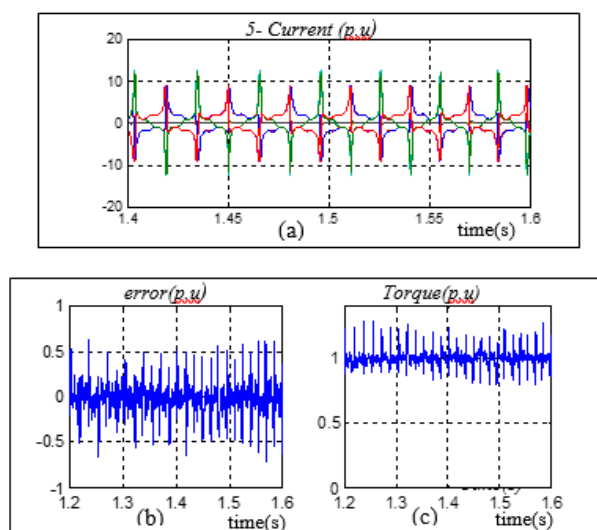 5- Current (p,u)
20
10
0
-10
-20
1.4 1.45 1.5 1.55 1.6
(a) time(s)
error(p,u) Torque(p,u)
1
0.5
0
-0.5
-1
1.2 1.3 1.4 1.5 1.6
(b) time(s)
1
0.5
0
1.2 1.3 1.4 1.5 1.6
(c) time(s)